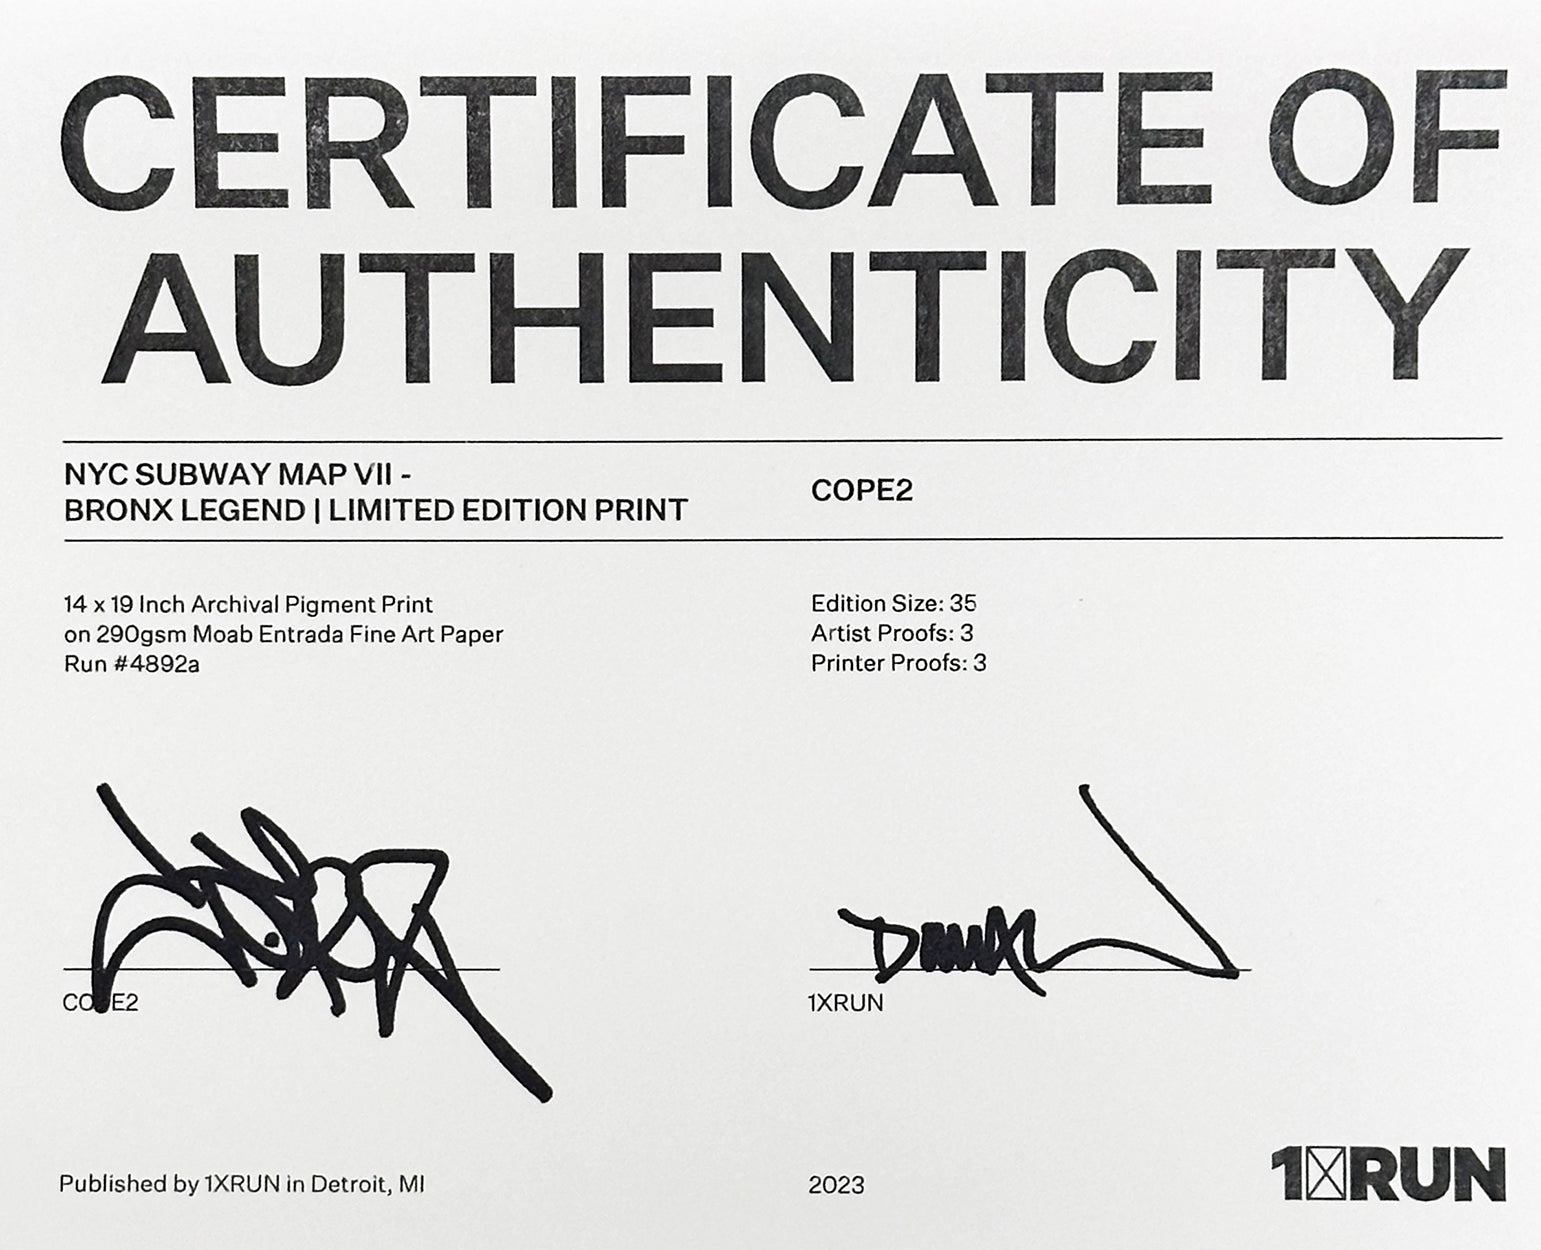 CERTIFICATE OF
AUTHENTICITY
NYC SUBWAY MAP VII -
BRONX LEGEND | LIMITED EDITION PRINT
COPE2
14 x 19 Inch Archival Pigment Print
on 290gsm Moab Entrada Fine Art Paper
Run #4892a
Edition Size: 35
Artist Proofs: 3
Printer Proofs: 3
COPE2
1XRUN
Published by 1XRUN in Detroit, MI
2023
1XRUN